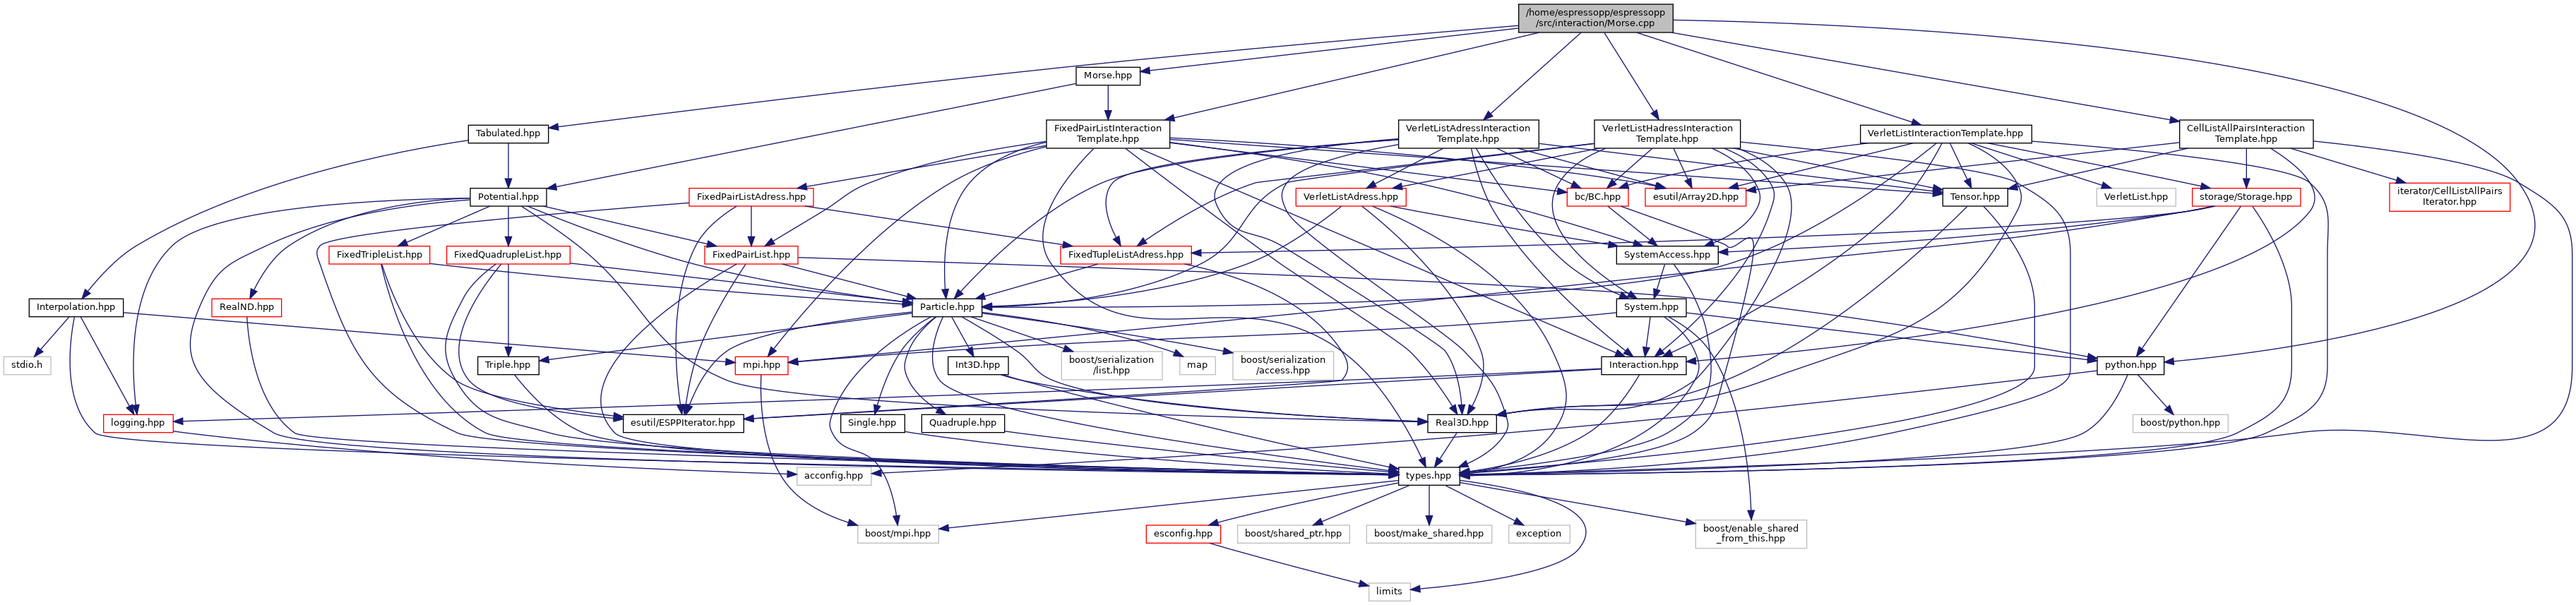 /home/espressopp/espressopp
/src/interaction/Morse.cpp
Morse.hpp
Tabulated.hpp
FixedPairListInteraction
Template.hpp
VerletListAdressInteraction
Template.hpp
VerletListHadressInteraction
Template.hpp
VerletListInteractionTemplate.hpp
CellListAllPairsInteraction
Template.hpp
Potential.hpp
FixedPairListAdress.hpp
VerletListAdress.hpp
bc/BC.hpp
esutil/Array2D.hpp
Tensor.hpp
VerletList.hpp
storage/Storage.hpp
iterator/CellListAllPairs
Iterator.hpp
FixedTripleList.hpp
FixedQuadrupleList.hpp
FixedPairList.hpp
FixedTupleListAdress.hpp
SystemAccess.hpp
Interpolation.hpp
RealND.hpp
Particle.hpp
System.hpp
stdio.h
Triple.hpp
mpi.hpp
Int3D.hpp
boost/serialization
/list.hpp
map
boost/serialization
/access.hpp
Interaction.hpp
python.hpp
logging.hpp
esutil/ESPPIterator.hpp
Single.hpp
Quadruple.hpp
Real3D.hpp
boost/python.hpp
acconfig.hpp
types.hpp
boost/mpi.hpp
esconfig.hpp
boost/shared_ptr.hpp
boost/make_shared.hpp
exception
boost/enable_shared
_from_this.hpp
limits